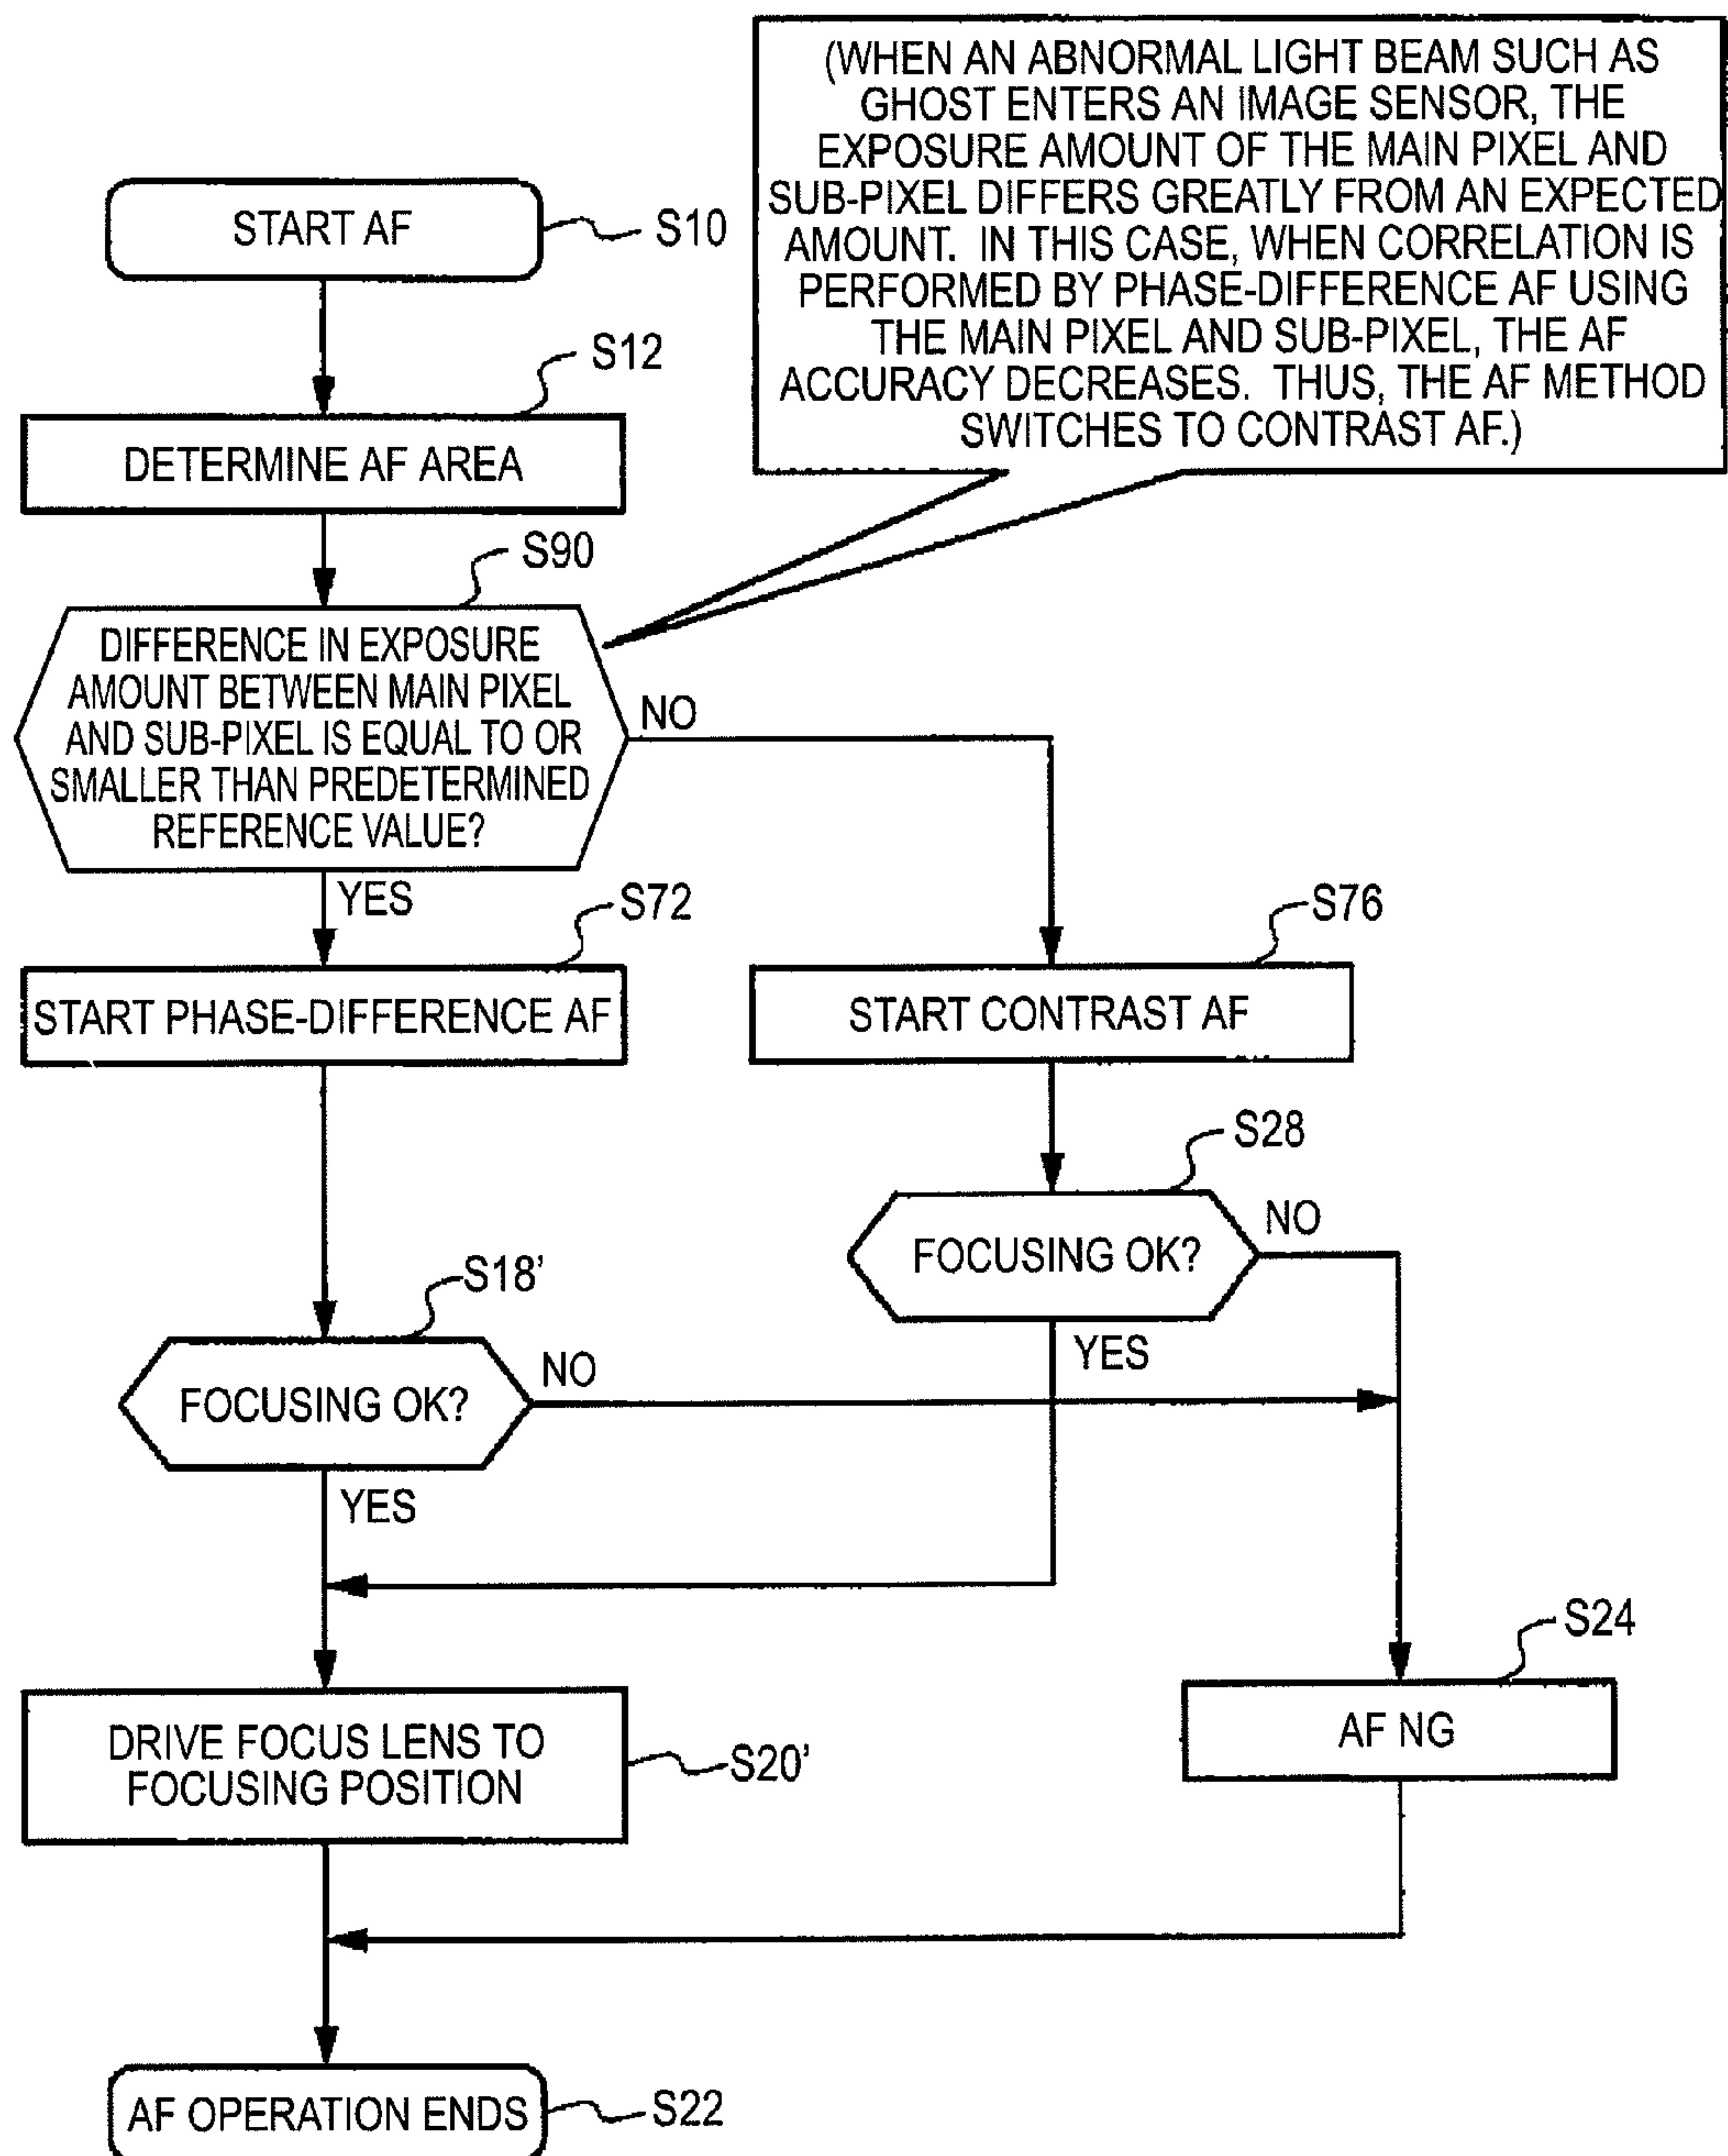 (WHEN AN ABNORMAL LIGHT BEAM SUCH AS
GHOST ENTERS AN IMAGE SENSOR, THE
EXPOSURE AMOUNT OF THE MAIN PIXEL AND
SUB-PIXEL DIFFERS GREATLY FROM AN EXPECTED
AMOUNT. IN THIS CASE, WHEN CORRELATION IS
PERFORMED BY PHASE-DIFFERENCE AF USING
THE MAIN PIXEL AND SUB-PIXEL, THE AF
ACCURACY DECREASES. THUS, THE AF METHOD
SWITCHES TO CONTRAST AF.)
START AF
S10
S12
DETERMINE AF AREA
S90
DIFFERENCE IN EXPOSURE
AMOUNT BETWEEN MAIN PIXEL
AND SUB-PIXEL IS EQUAL TO OR
SMALLER THAN PREDETERMINED
REFERENCE VALUE?
NO
YES
S72
START PHASE-DIFFERENCE AF
S76
START CONTRAST AF
S28
FOCUSING OK?
NO
YES
S18'
FOCUSING OK?
NO
YES
DRIVE FOCUS LENS TO
FOCUSING POSITION
S20'
S24
AF NG
AF OPERATION ENDS
S22